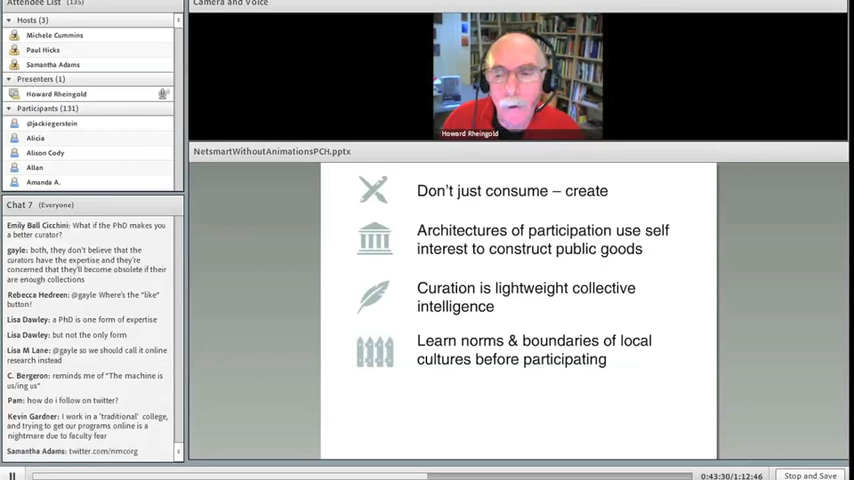 Attendee List (135)
Hosts (3)
Michele Cummins
Paul Hicks
Samantha Adams
Presenters (1)
Howard Rheingold
Participants (131)
@jackiegerstein
Alicia
Alison Cody
Allan
Amanda A.
Chat 7 (Everyone)
Emily Ball Cicchini: What if the PhD makes you
a better curator?
gayle: both, they don't believe that the
curators have the expertise and they're
concerned that they'll become obsolete if their
are enough collections
Rebecca Hedreen: @gayle Where's the "like"
button!
Lisa Dawley: a PhD is one form of expertise
Lisa Dawley: but not the only form
Lisa M Lane: @gayle so we should call it online
research instead
C. Bergeron: reminds me of "The machine is
us/ing us"
Pam: how do i follow on twitter?
Kevin Gardner: I work in a 'traditional' college,
and trying to get our programs online is a
nightmare due to faculty fear
Samantha Adams: twitter.com/nmcorg
Camera and Voice
Howard Rheingold
NetsmartWithoutAnimationsPCH.pptx
Don't just consume – create
Architectures of participation use self
interest to construct public goods
Curation is lightweight collective
intelligence
Learn norms & boundaries of local
cultures before participating
0:43:30/1:12:46
Stop and Save